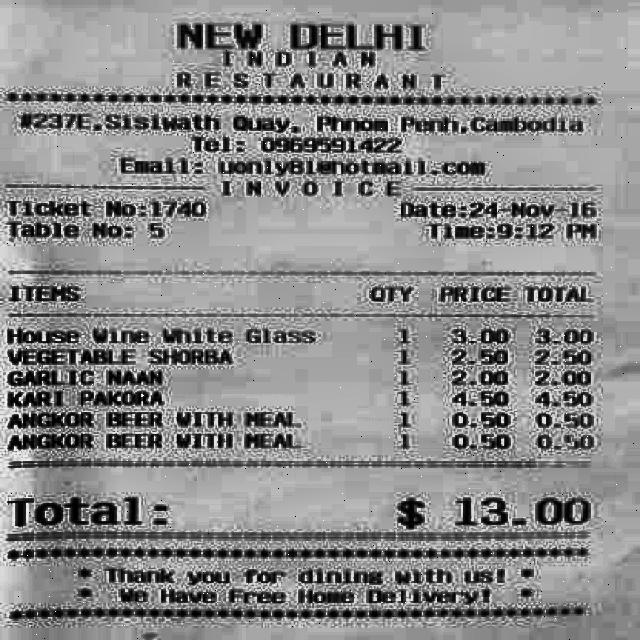 NEW DELHI
INDIAN
RESTAURANT
#237E,Sisiwath Quay, Phnom Penh,Cambodia
Tel: 0969591422
Email: uonly81@hotmail.com
INVOICE
Ticket No:1740 Date:24-Nov-16
Table No: 5 Time:9:12 PM
ITEMS QTY PRICE TOTAL
House Wine White Glass 1 3.00 3.00
VEGETABLE SHORBA 1 2.50 2.50
GARLIC NAAN 1 2.00 2.00
KARI PAKORA 1 4.50 4.50
ANGKOR BEER WITH MEAL 1 0.50 0.50
ANGKOR BEER WITH MEAL 1 0.50 0.50
Total: $ 13.00
* Thank you for dining with us! *
* We Have Free Home Delivery! *